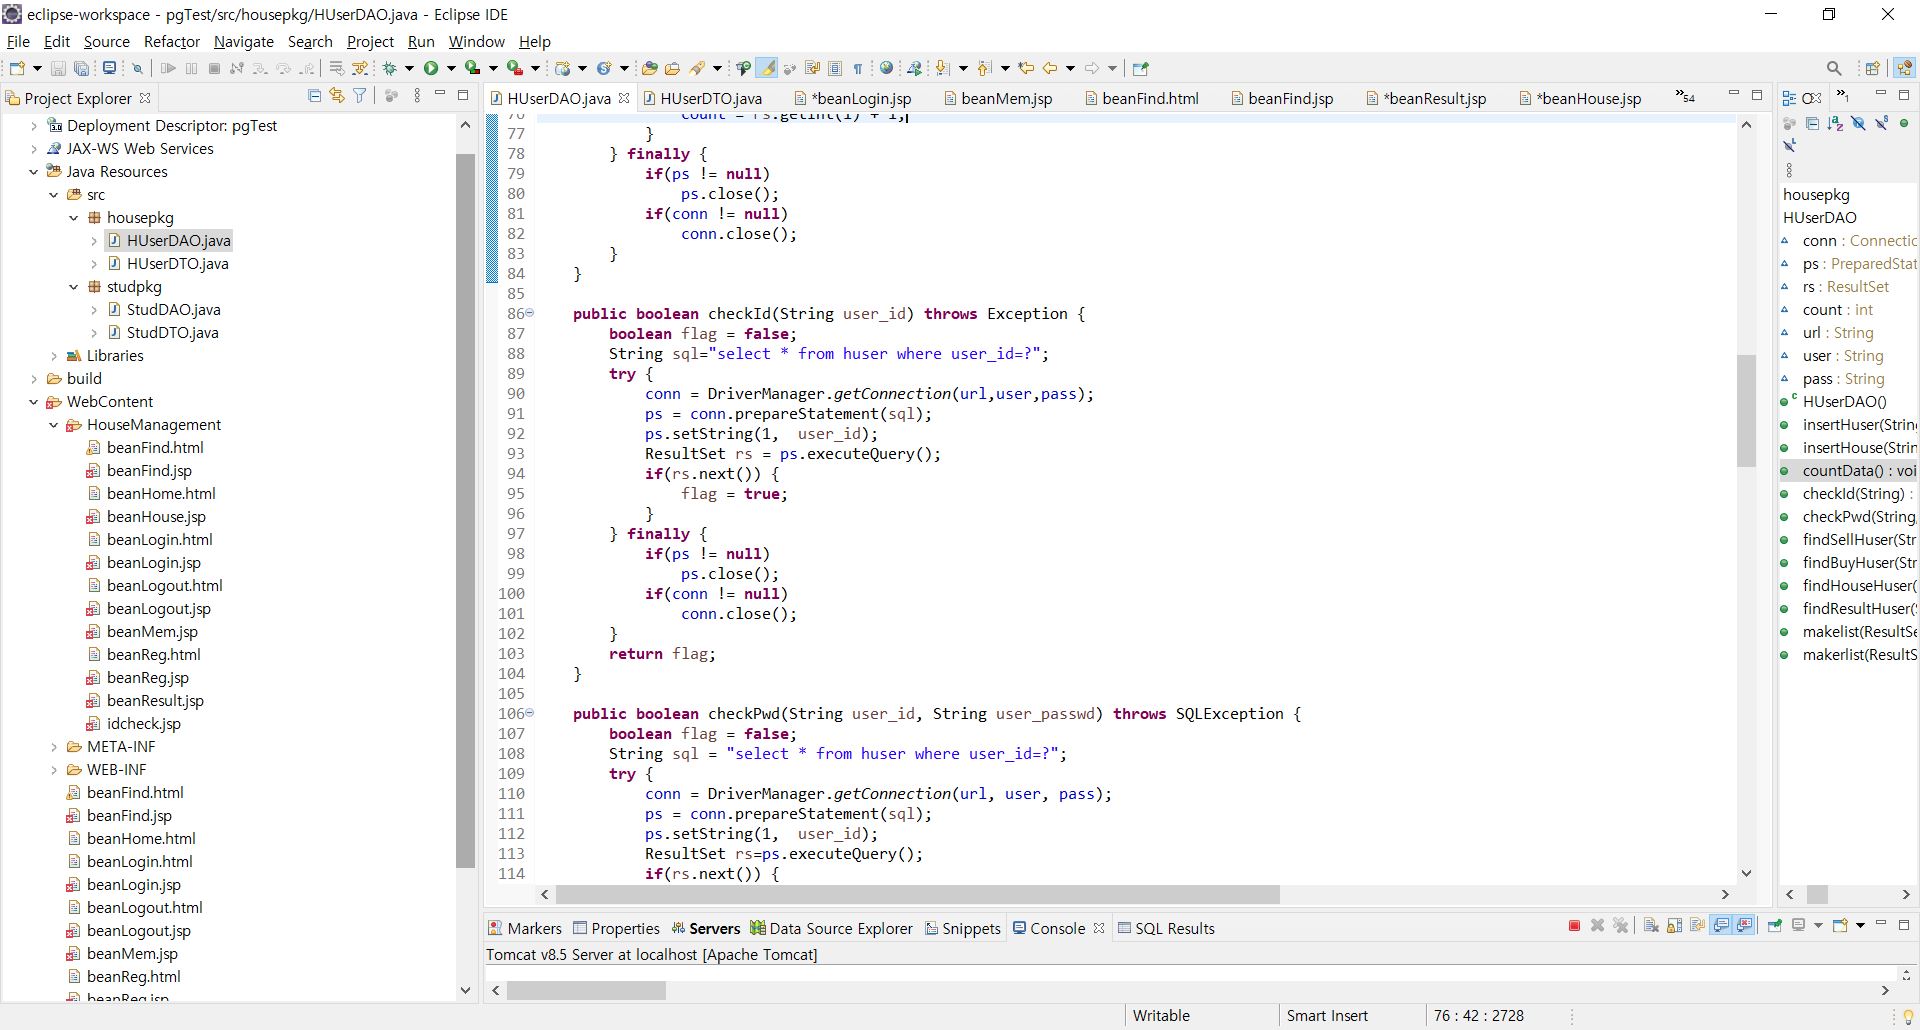 eclipse-workspace - pgTest/src/housepkg/HUserDAO.java - Eclipse IDE
File Edit Source Refactor Navigate Search Project Run Window Help
Project Explorer
Deployment Descriptor: pgTest
JAX-WS Web Services
Java Resources
src
housepkg
HUserDAO.java
HUserDTO.java
studpkg
StudDAO.java
StudDTO.java
Libraries
build
WebContent
HouseManagement
beanFind.html
beanFind.jsp
beanHome.html
beanHouse.jsp
beanLogin.html
beanLogin.jsp
beanLogout.html
beanLogout.jsp
beanMem.jsp
beanReg.html
beanReg.jsp
beanResult.jsp
idcheck.jsp
META-INF
WEB-INF
beanFind.html
beanFind.jsp
beanHome.html
beanLogin.html
beanLogin.jsp
beanLogout.html
beanLogout.jsp
beanMem.jsp
beanReg.html
beanReg.jsp
HUserDAO.java HUserDTO.java *beanLogin.jsp beanMem.jsp beanFind.html beanFind.jsp *beanResult.jsp *beanHouse.jsp »54
76 count = rs.getInt(1) + 1;
77 }
78 } finally {
79 if(ps != null)
80 ps.close();
81 if(conn != null)
82 conn.close();
83 }
84 }
85
86 public boolean checkId(String user_id) throws Exception {
87 boolean flag = false;
88 String sql="select * from huser where user_id=?";
89 try {
90 conn = DriverManager.getConnection(url,user,pass);
91 ps = conn.prepareStatement(sql);
92 ps.setString(1,  user_id);
93 ResultSet rs = ps.executeQuery();
94 if(rs.next()) {
95 flag = true;
96 }
97 } finally {
98 if(ps != null)
99 ps.close();
100 if(conn != null)
101 conn.close();
102 }
103 return flag;
104 }
105
106 public boolean checkPwd(String user_id, String user_passwd) throws SQLException {
107 boolean flag = false;
108 String sql = "select * from huser where user_id=?";
109 try {
110 conn = DriverManager.getConnection(url, user, pass);
111 ps = conn.prepareStatement(sql);
112 ps.setString(1,  user_id);
113 ResultSet rs=ps.executeQuery();
114 if(rs.next()) {
»1
housepkg
HUserDAO
conn : Connectic
ps : PreparedStat
rs : ResultSet
count : int
url : String
user : String
pass : String
HUserDAO()
insertHuser(Strin
insertHouse(Strin
countData() : voi
checkId(String) :
checkPwd(String,
findSellHuser(Str
findBuyHuser(Str
findHouseHuser(
findResultHuser(S
makelist(ResultSe
makerlist(ResultS
Markers Properties Servers Data Source Explorer Snippets Console SQL Results
Tomcat v8.5 Server at localhost [Apache Tomcat]
Writable Smart Insert 76 : 42 : 2728